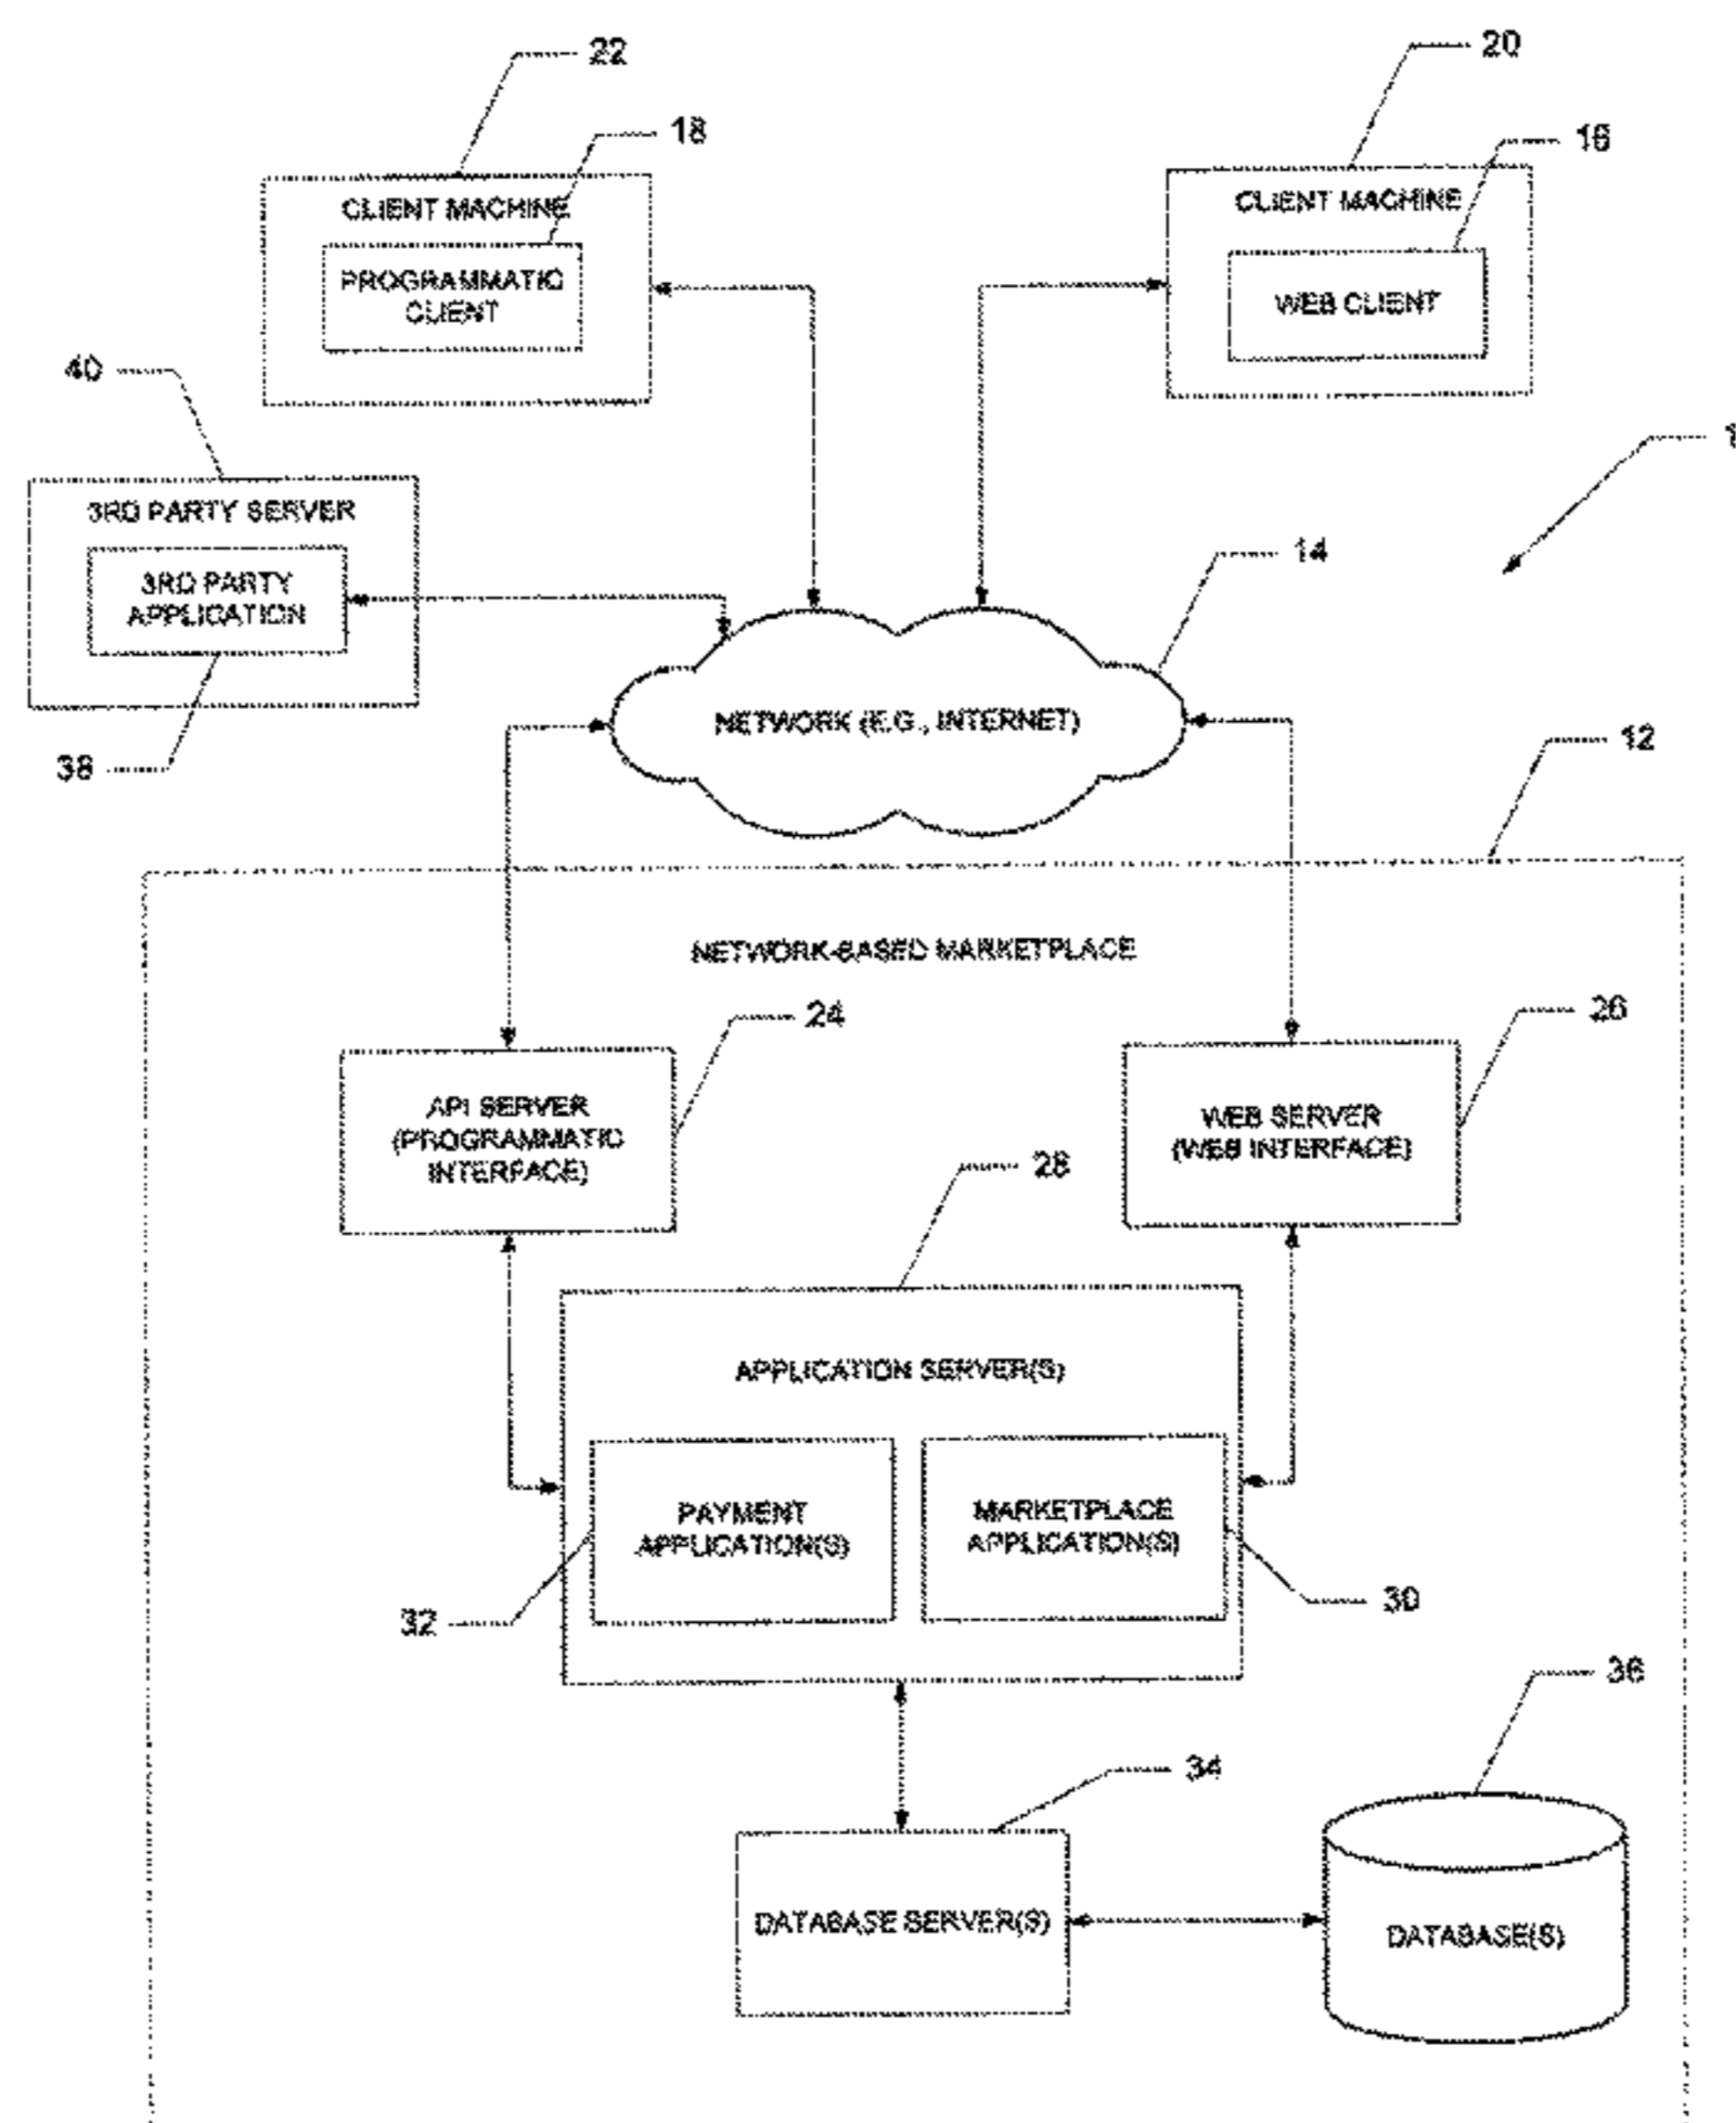 22
20
18
16
CLIENT MACHINE
PROGRAMMATIC
CLIENT
CLIENT MACHINE
WEB CLIENT
40
3RD PARTY SERVER
3RD PARTY
APPLICATION
38
14
NETWORK (E.G., INTERNET)
12
NETWORK-BASED MARKETPLACE
24
26
API SERVER
(PROGRAMMATIC
INTERFACE)
WEB SERVER
(WEB INTERFACE)
28
APPLICATION SERVER(S)
PAYMENT
APPLICATION(S)
MARKETPLACE
APPLICATION(S)
32
30
36
34
DATABASE SERVER(S)
DATABASE(S)